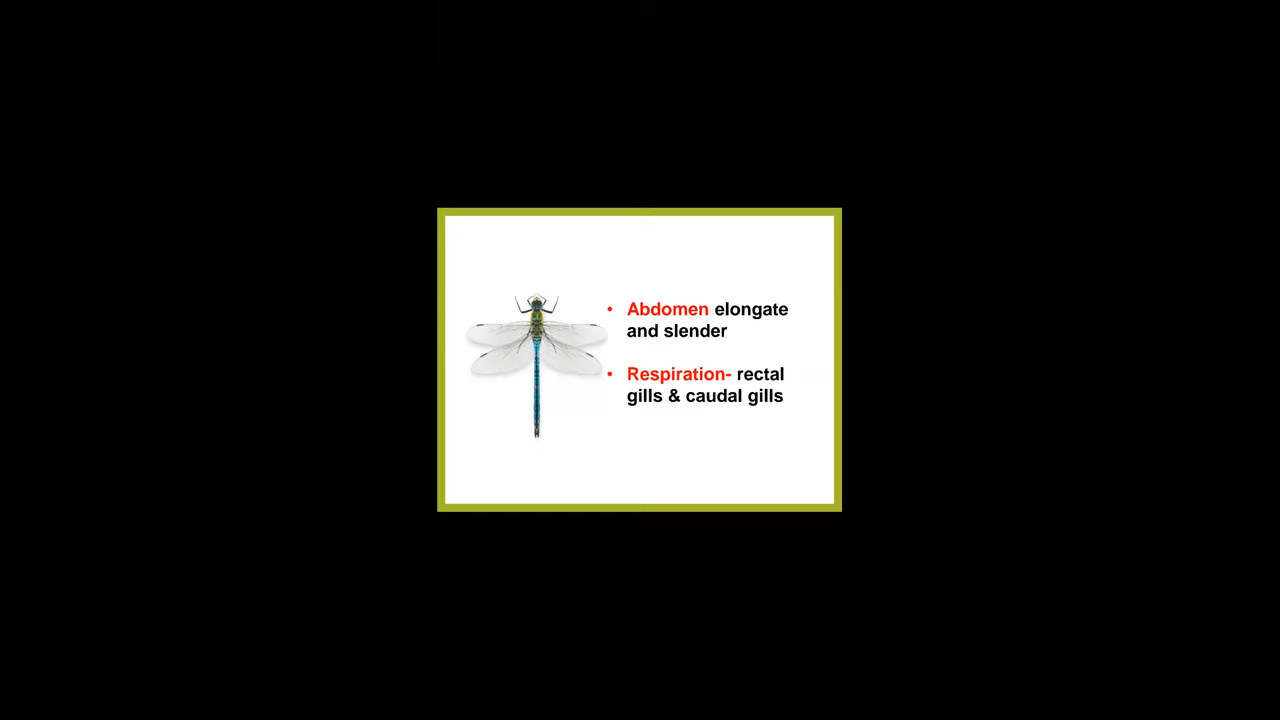 • Abdomen elongate
and slender
• Respiration- rectal
gills & caudal gills